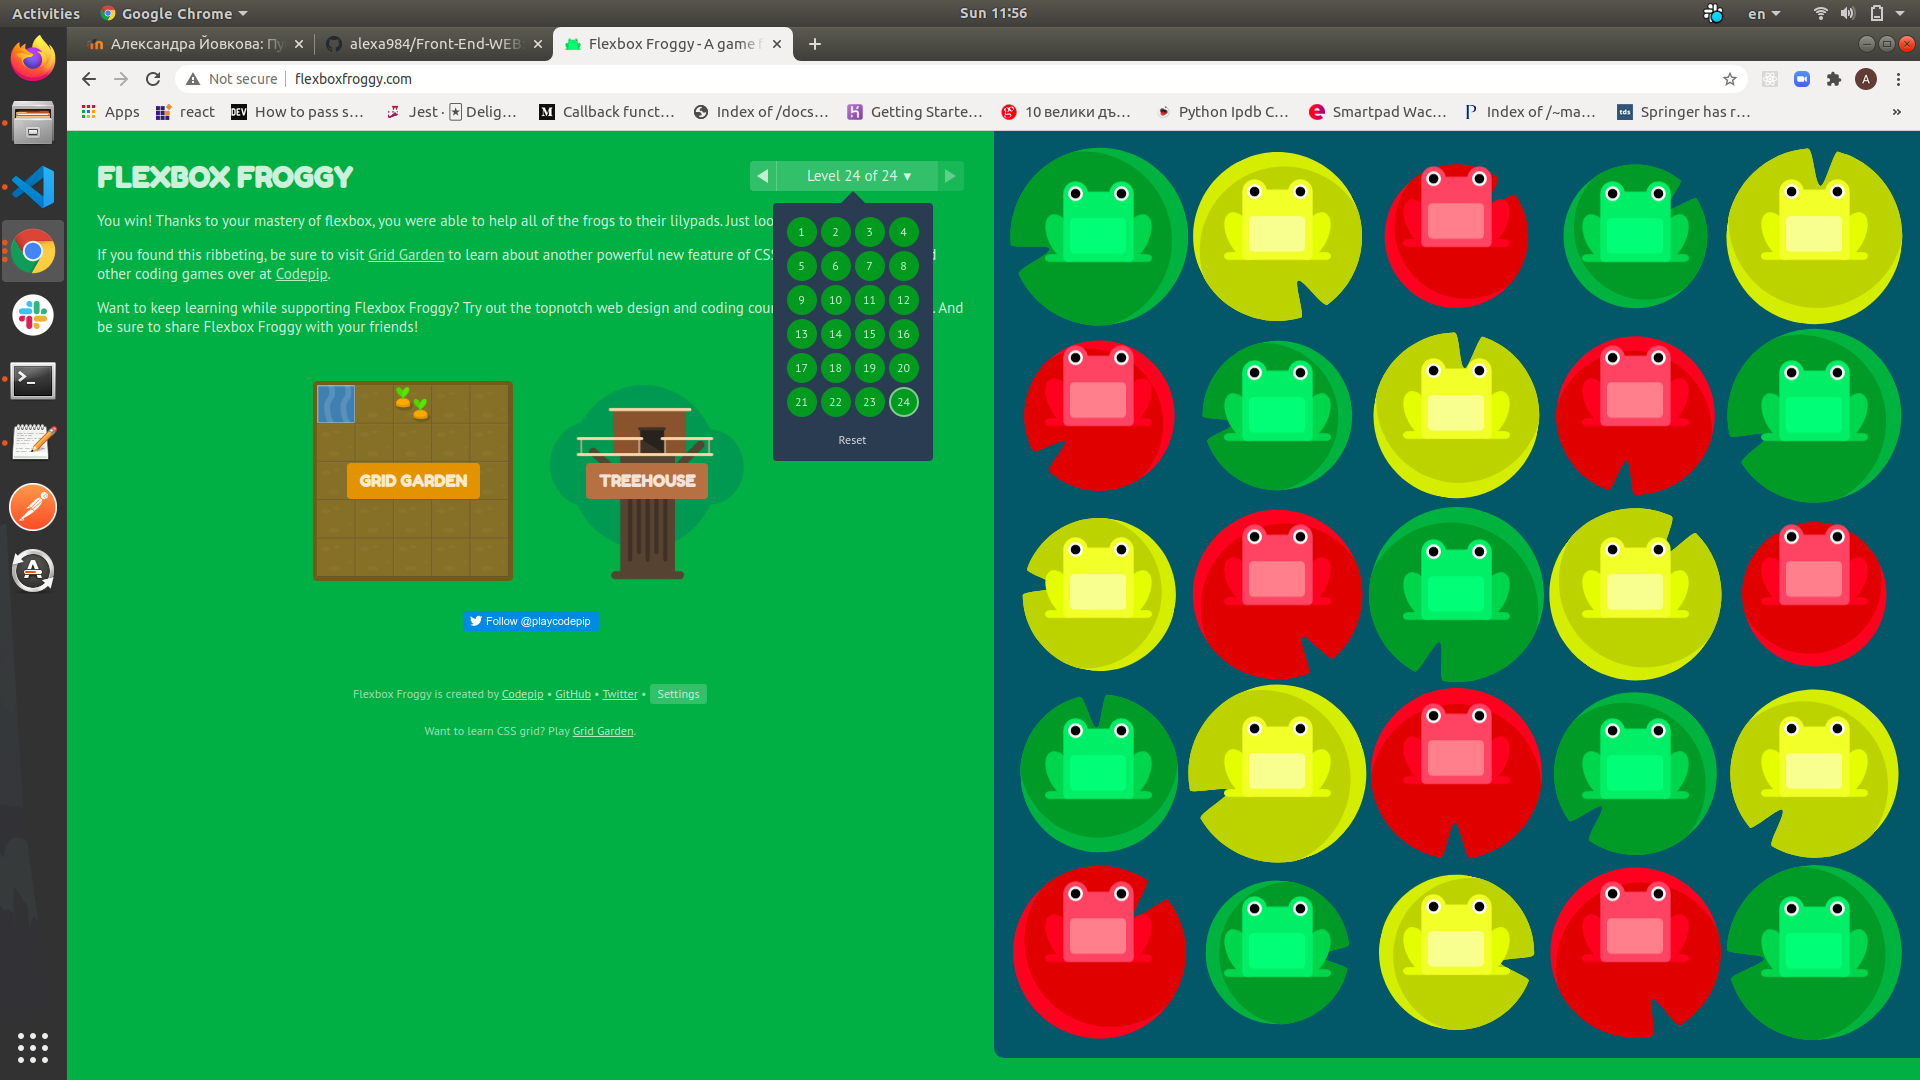 Activities
Google Chrome
Sun 11:56
en
Александра Йовкова: Пу
alexa984/Front-End-WEB
Flexbox Froggy - A game f
Not secure
flexboxfroggy.com
A
Apps
react
DEV
How to pass s…
Jest · 🃏 Delig…
M
Callback funct…
Index of /docs…
Getting Starte…
10 велики дъ…
Python Ipdb C…
Smartpad Wac…
Index of /~ma…
tds
Springer has r…
»
FLEXBOX FROGGY
Level 24 of 24 ▾
You win! Thanks to your mastery of flexbox, you were able to help all of the frogs to their lilypads. Just loo
If you found this ribbeting, be sure to visit Grid Garden to learn about another powerful new feature of CSS
other coding games over at Codepip.
Want to keep learning while supporting Flexbox Froggy? Try out the topnotch web design and coding cour
. And
be sure to share Flexbox Froggy with your friends!
1 2 3 4
5 6 7 8
9 10 11 12
13 14 15 16
17 18 19 20
21 22 23 24
Reset
GRID GARDEN
TREEHOUSE
Follow @playcodepip
Flexbox Froggy is created by Codepip • GitHub • Twitter • Settings
Want to learn CSS grid? Play Grid Garden.